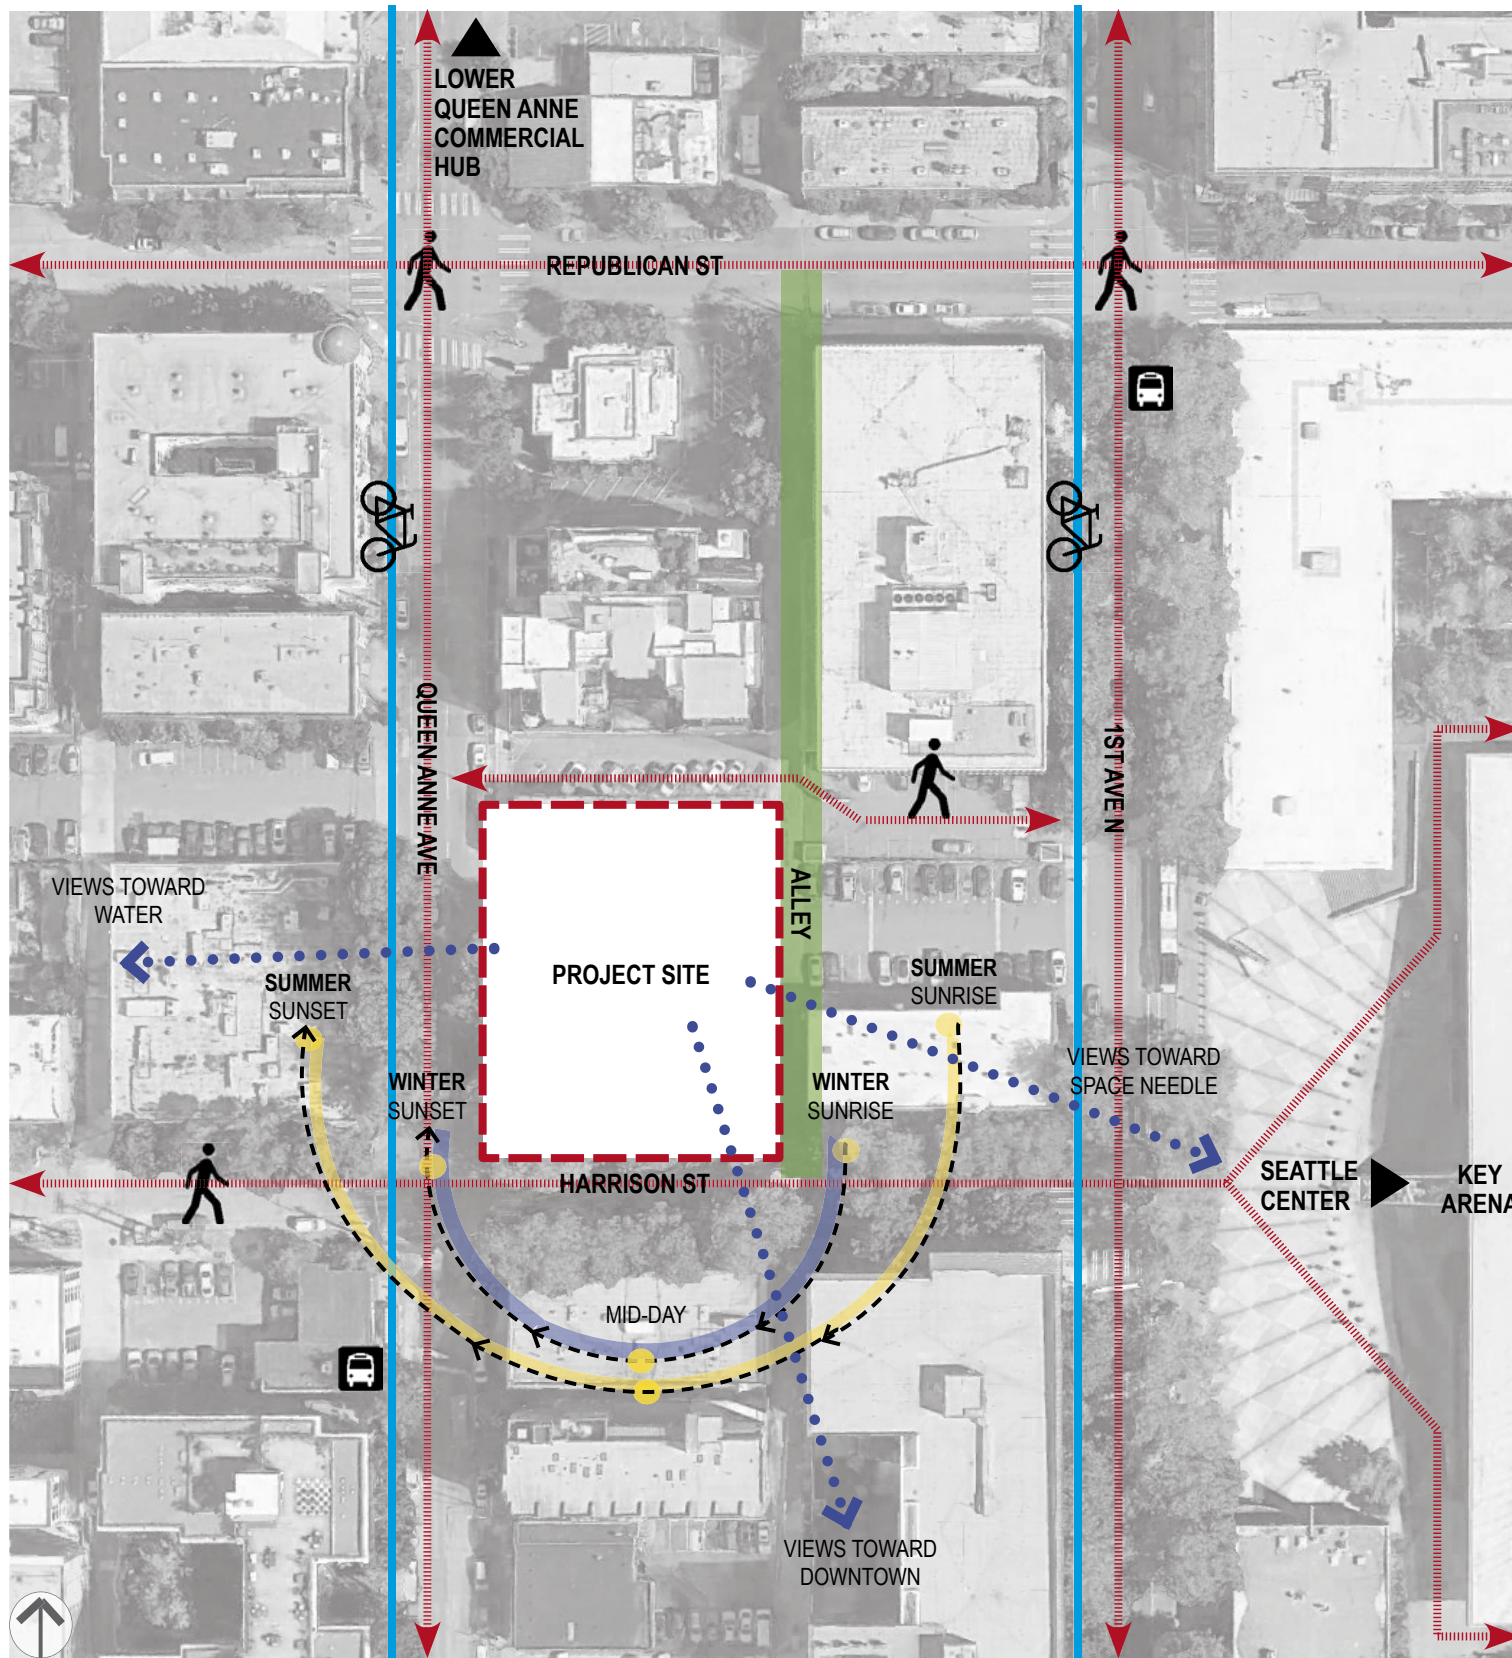 LOWER
QUEEN ANNE
COMMERCIAL
HUB
REPUBLICAN ST
QUEEN ANNE AVE
1ST AVE N
ALLEY
VIEWS TOWARD
WATER
SUMMER
SUNSET
PROJECT SITE
SUMMER
SUNRISE
WINTER
SUNSET
WINTER
SUNRISE
VIEWS TOWARD
SPACE NEEDLE
HARRISON ST
SEATTLE
CENTER
KEY
ARENA
MID-DAY
VIEWS TOWARD
DOWNTOWN